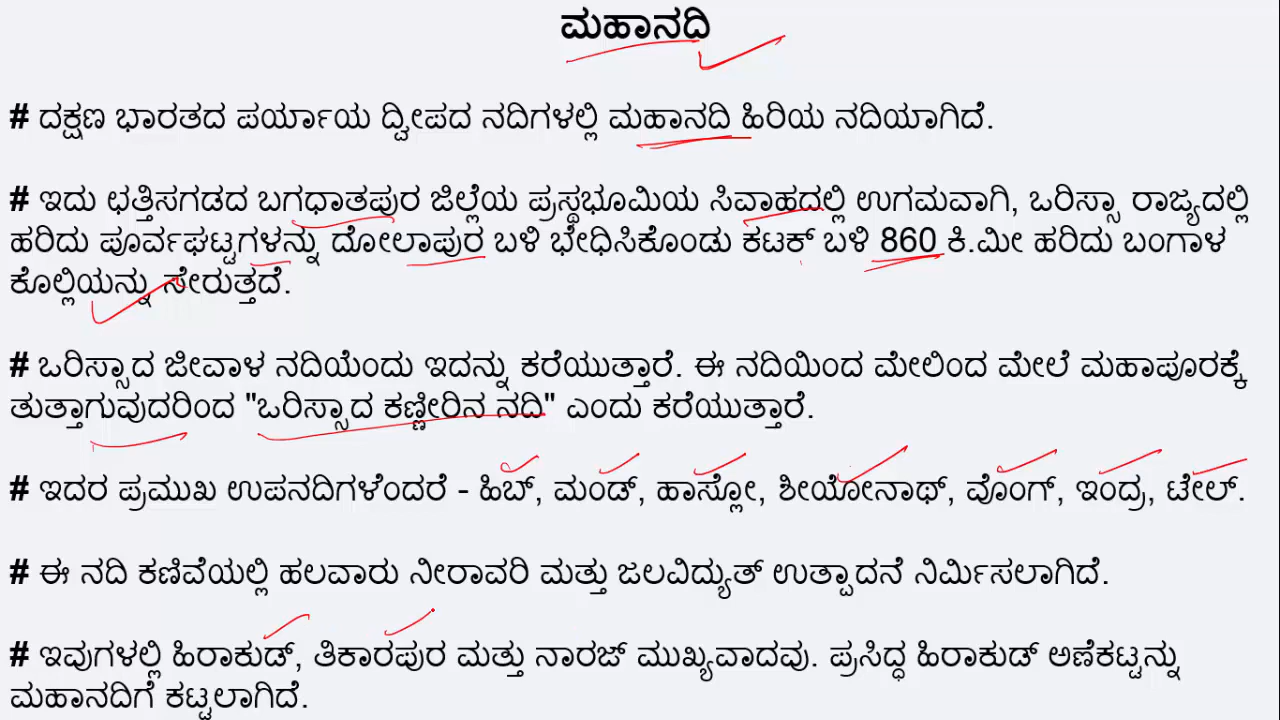 ಮಹಾನದಿ
# ದಕ್ಷಣ ಭಾರತದ ಪರ್ಯಾಯ ದ್ವೀಪದ ನದಿಗಳಲ್ಲಿ ಮಹಾನದಿ ಹಿರಿಯ ನದಿಯಾಗಿದೆ.
# ಇದು ಛತ್ತಿಸಗಡದ ಬಗಧಾತಪುರ ಜಿಲ್ಲೆಯ ಪ್ರಸ್ಥಭೂಮಿಯ ಸಿವಾಹದಲ್ಲಿ ಉಗಮವಾಗಿ, ಒರಿಸ್ಸಾ ರಾಜ್ಯದಲ್ಲಿ
ಹರಿದು ಪೂರ್ವಘಟ್ಟಗಳನ್ನು ದೋಲಾಪುರ ಬಳಿ ಭೇಧಿಸಿಕೊಂಡು ಕಟಕ್ ಬಳಿ 860 ಕಿ.ಮೀ ಹರಿದು ಬಂಗಾಳ
ಕೊಲ್ಲಿಯನ್ನು ಸೇರುತ್ತದೆ.
# ಒರಿಸ್ಸಾದ ಜೀವಾಳ ನದಿಯೆಂದು ಇದನ್ನು ಕರೆಯುತ್ತಾರೆ. ಈ ನದಿಯಿಂದ ಮೇಲಿಂದ ಮೇಲೆ ಮಹಾಪೂರಕ್ಕೆ
ತುತ್ತಾಗುವುದರಿಂದ "ಒರಿಸ್ಸಾದ ಕಣ್ಣೀರಿನ ನದಿ" ಎಂದು ಕರೆಯುತ್ತಾರೆ.
# ಇದರ ಪ್ರಮುಖ ಉಪನದಿಗಳೆಂದರೆ - ಹಿಬ್, ಮಂಡ್, ಹಾಸ್ಲೋ, ಶೀಯೋನಾಥ್, ವೊಂಗ್, ಇಂದ್ರ, ಟೇಲ್.
# ಈ ನದಿ ಕಣಿವೆಯಲ್ಲಿ ಹಲವಾರು ನೀರಾವರಿ ಮತ್ತು ಜಲವಿದ್ಯುತ್ ಉತ್ಪಾದನೆ ನಿರ್ಮಿಸಲಾಗಿದೆ.
# ಇವುಗಳಲ್ಲಿ ಹಿರಾಕುಡ್, ತಿಕಾರಪುರ ಮತ್ತು ನಾರಜ್ ಮುಖ್ಯವಾದವು. ಪ್ರಸಿದ್ಧ ಹಿರಾಕುಡ್ ಅಣೆಕಟ್ಟನ್ನು
ಮಹಾನದಿಗೆ ಕಟ್ಟಲಾಗಿದೆ.